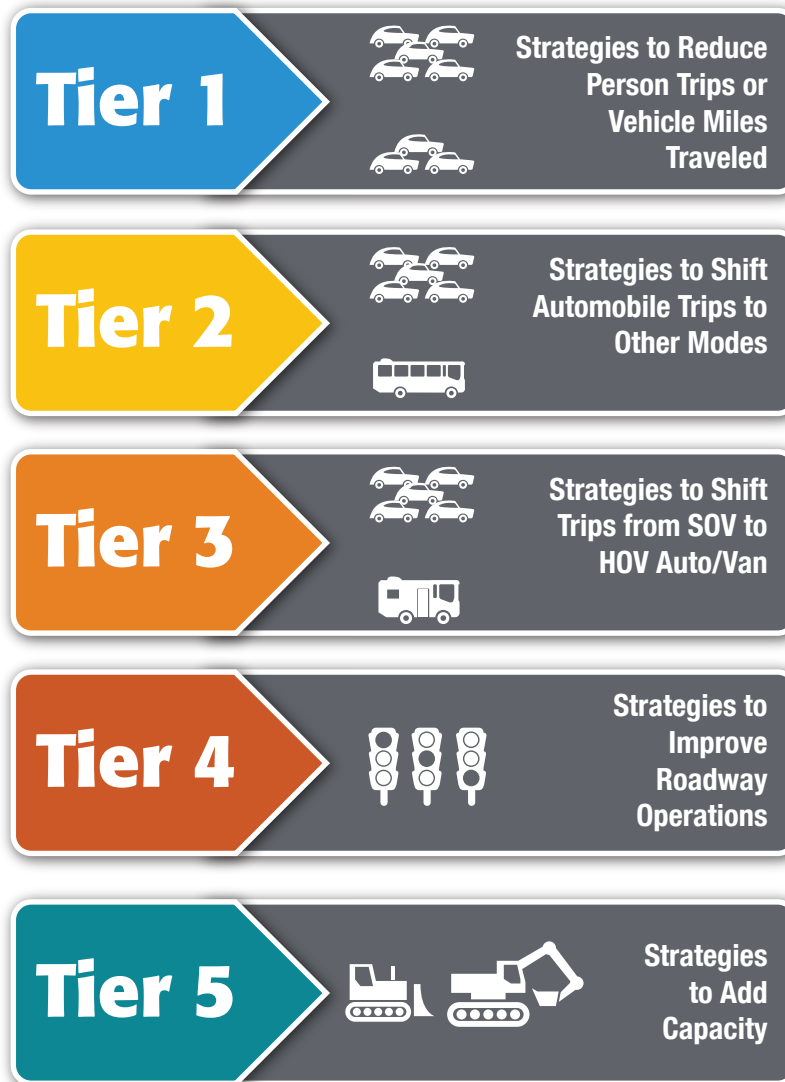 Tier 1
Strategies to Reduce
Person Trips or
Vehicle Miles
Traveled
Tier 2
Strategies to Shift
Automobile Trips to
Other Modes
Tier 3
Strategies to Shift
Trips from SOV to
HOV Auto/Van
Tier 4
Strategies to
Improve
Roadway
Operations
Tier 5
Strategies
to Add
Capacity